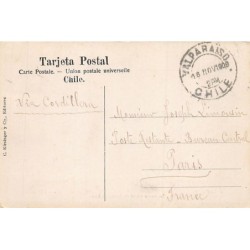 Tarjeta Postal
Carte Postale. - Union postale universelle
Chile.
VALPARAISO
CHILE
Via Cordillera
Monsieur Joseph
Poste Restante Bureau Central
Paris
France